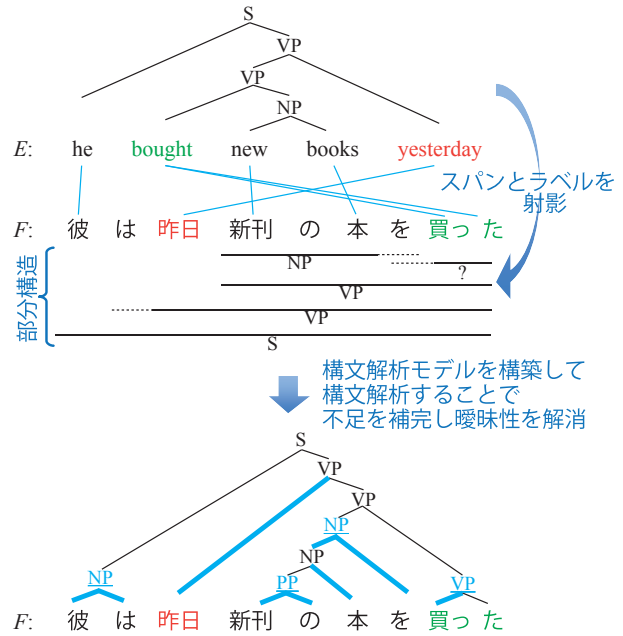 S
VP
VP
NP
E: he bought new books yesterday
スパンとラベルを
射影
F: 彼 は 昨日 新刊 の 本 を 買っ た
部分構造
NP
?
VP
VP
S
構文解析モデルを構築して
構文解析することで
不足を補完し曖昧性を解消
S
VP
VP
NP
NP
NP PP VP
F: 彼 は 昨日 新刊 の 本 を 買っ た